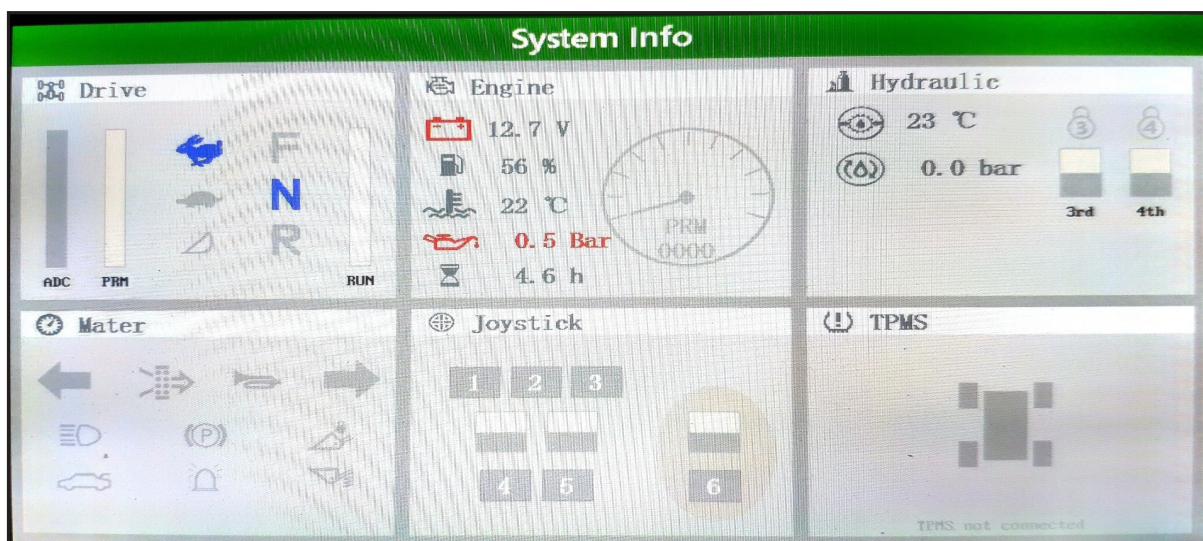 System Info
Drive
F
N
R
ADC
PRM
RUN
Engine
12.7 V
56 %
22 ℃
0.5 Bar
4.6 h
PRM
0000
Hydraulic
23 ℃
0.0 bar
3
4
3rd
4th
Mater
P
Joystick
1 2 3
4 5 6
TPMS
TPMS not connected